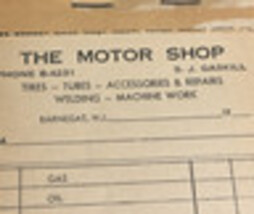 THE MOTOR SHOP
PHONE 8-4231 S. J. GASKILL
TIRES - TUBES - ACCESSORIES & REPAIRS
WELDING - MACHINE WORK
BARNEGAT, N.J. 19
GAS
OIL